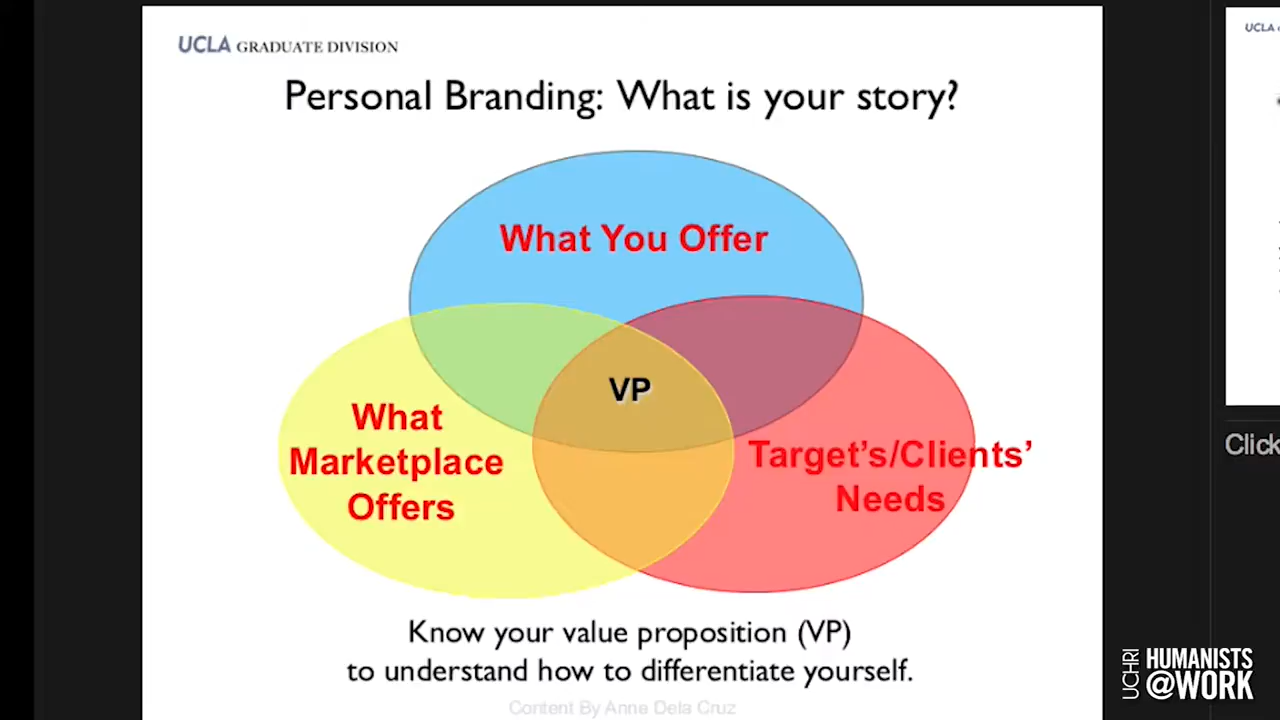 UCLA GRADUATE DIVISION
Personal Branding: What is your story?
What You Offer
VP
What
Marketplace
Offers
Target's/Clients'
Needs
Know your value proposition (VP)
to understand how to differentiate yourself.
Content By Anne Dela Cruz
UCLA
Click
UCHRI
HUMANISTS
@WORK